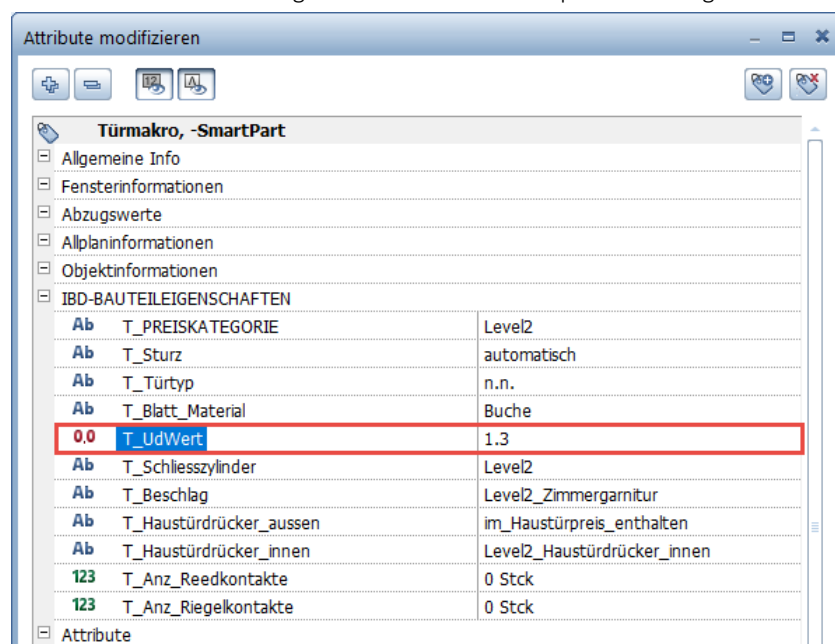 Attribute modifizieren
Türmakro, -SmartPart
Allgemeine Info
Fensterinformationen
Abzugswerte
Allplaninformationen
Objektinformationen
IBD-BAUTEILEIGENSCHAFTEN
Ab T_PREISKATEGORIE Level2
Ab T_Sturz automatisch
Ab T_Türtyp n.n.
Ab T_Blatt_Material Buche
0,0 T_UdWert 1.3
Ab T_Schliesszylinder Level2
Ab T_Beschlag Level2_Zimmergarnitur
Ab T_Haustürdrücker_aussen im_Haustürpreis_enthalten
Ab T_Haustürdrücker_innen Level2_Haustürdrücker_innen
123 T_Anz_Reedkontakte 0 Stck
123 T_Anz_Riegelkontakte 0 Stck
Attribute